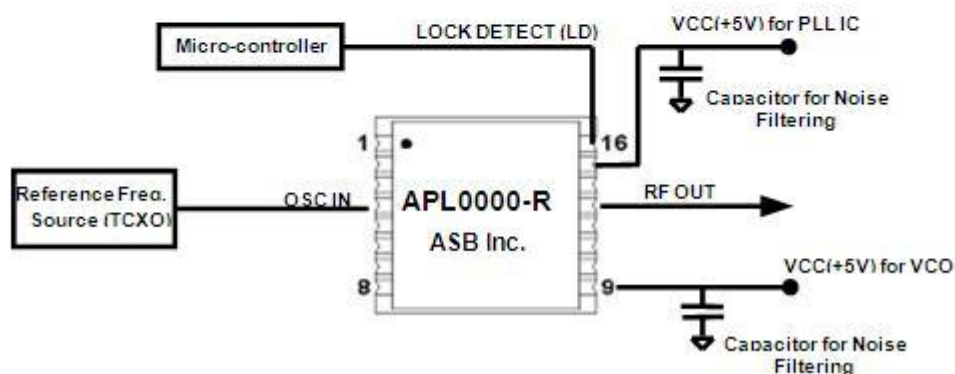 LOCK DETECT (LD)
VCC(+5V) for PLL IC
Micro-controller
Capacitor for Noise
Filtering
1
16
Reference Freq.
Source (TCXO)
OSC IN
APL0000-R
RF OUT
ASB Inc.
8
9
VCC(+5V) for VCO
Capacitor for Noise
Filtering